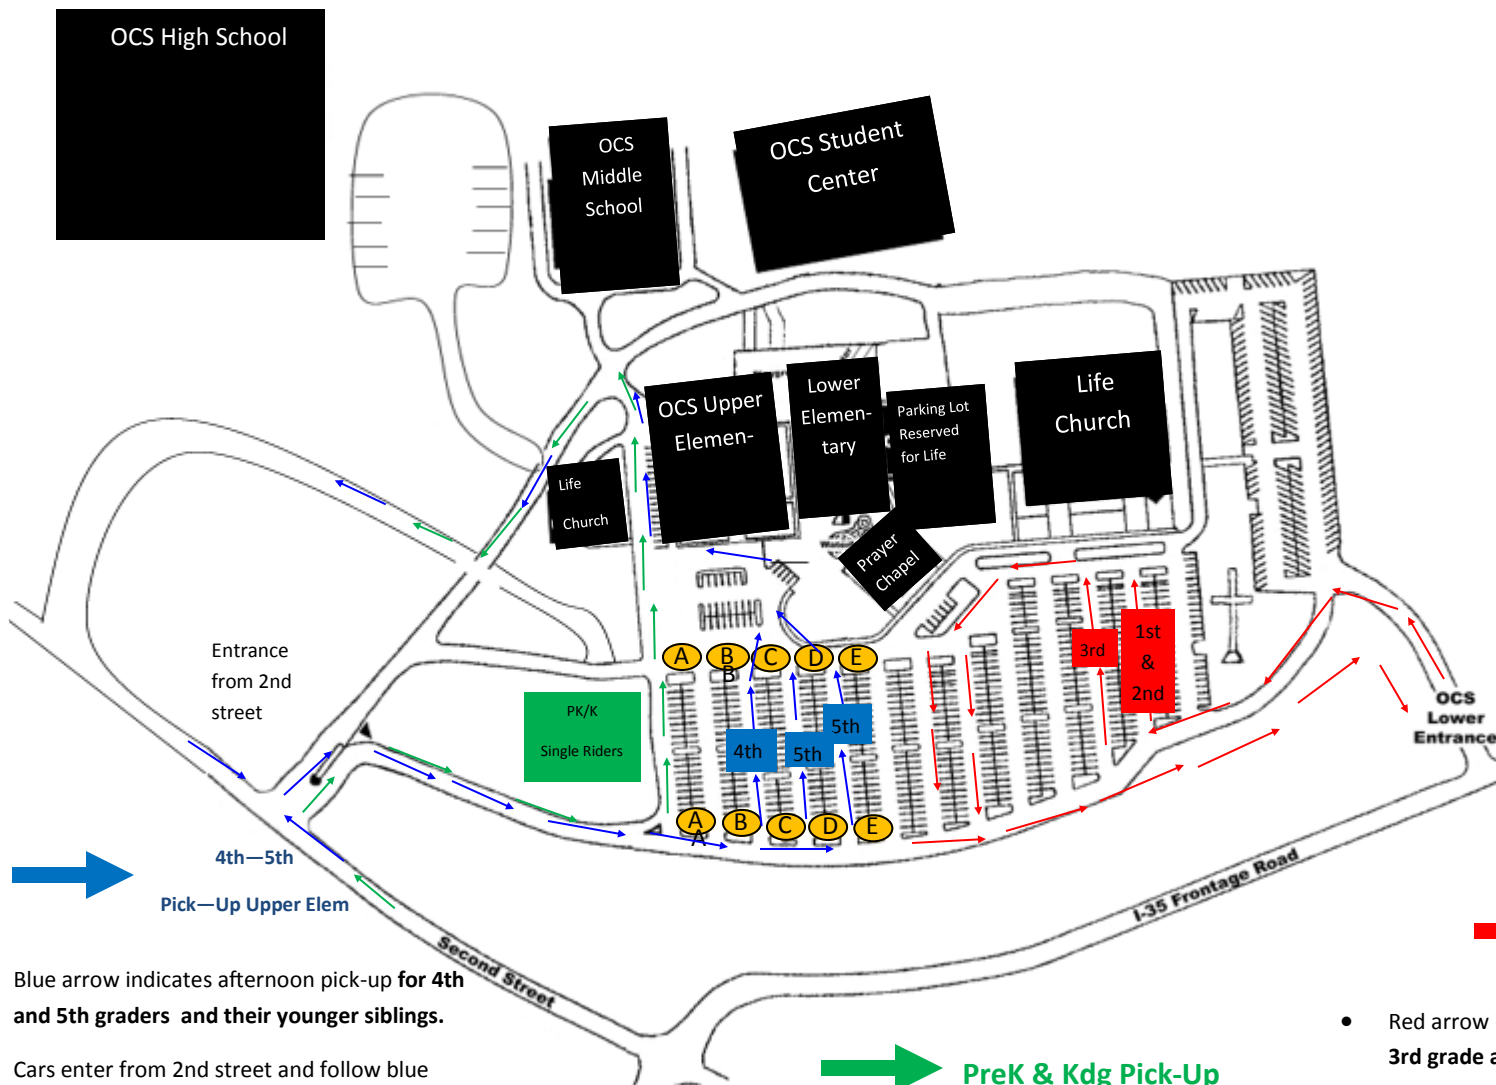 OCS High School
OCS
Middle
School
OCS Student
Center
OCS Upper
Elemen-
Lower
Elemen-
tary
Parking Lot
Reserved
for Life
Life
Church
Life
Church
Prayer
Chapel
Entrance
from 2nd
street
PK/K
Single Riders
A
B
B
C
D
E
4th
5th
5th
3rd
1st
&
2nd
A
A
B
C
D
E
OCS
Lower
Entrance
4th—5th
Pick—Up Upper Elem
Second Street
I-35 Frontage Road
Blue arrow indicates afternoon pick-up for 4th
and 5th graders  and their younger siblings.
Cars enter from 2nd street and follow blue
PreK & Kdg Pick-Up
• Red arrow
3rd grade a